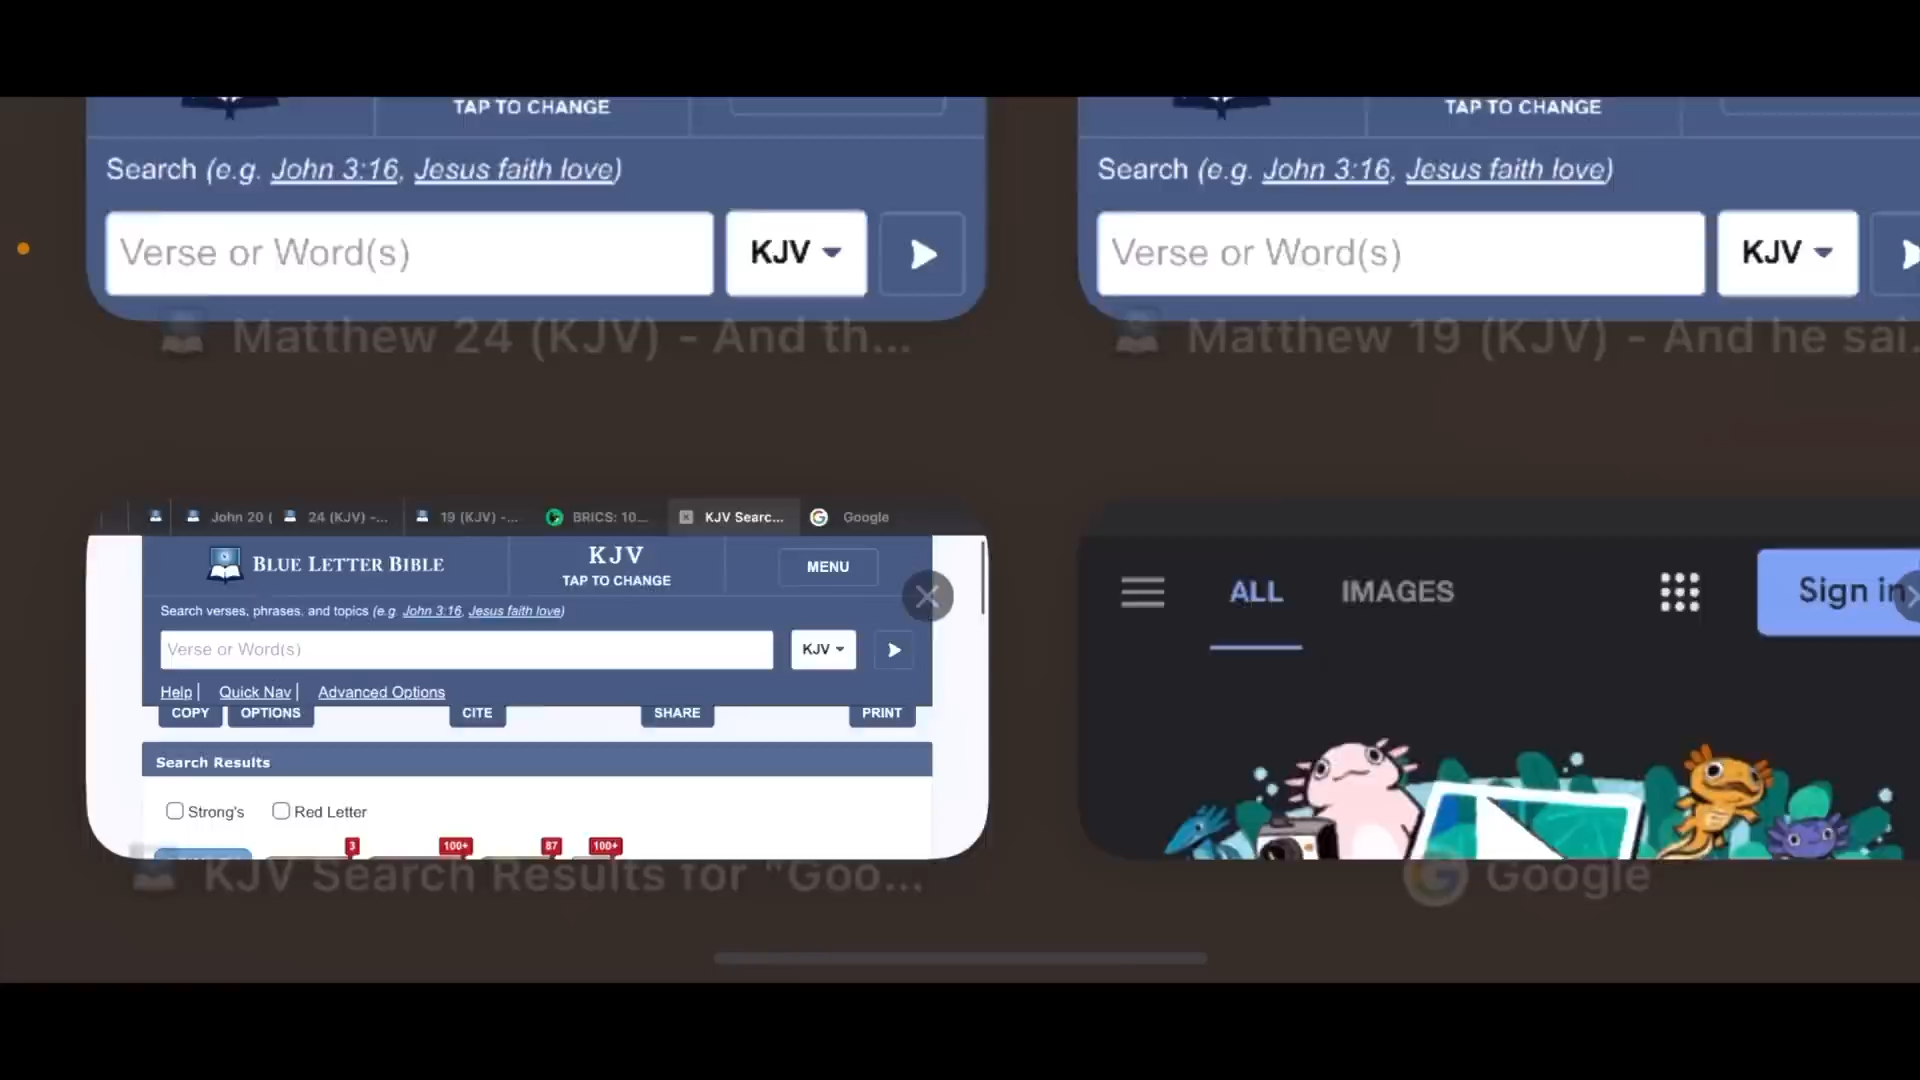 TAP TO CHANGE
Search (e.g. John 3:16, Jesus faith love)
Verse or Word(s)
KJV
Matthew 24 (KJV) - And th...
TAP TO CHANGE
Search (e.g. John 3:16, Jesus faith love)
Verse or Word(s)
KJV
Matthew 19 (KJV) - And he sai.
John 20 (
24 (KJV) -...
19 (KJV) -...
BRICS: 10...
KJV Searc...
Google
BLUE LETTER BIBLE
KJV
TAP TO CHANGE
MENU
Search verses, phrases, and topics (e.g. John 3:16, Jesus faith love)
Verse or Word(s)
KJV
Help | Quick Nav | Advanced Options
COPY OPTIONS CITE SHARE PRINT
Search Results
Strong's Red Letter
3 100+ 87 100+
KJV Search Results for "Goo...
ALL IMAGES
Sign in
Google